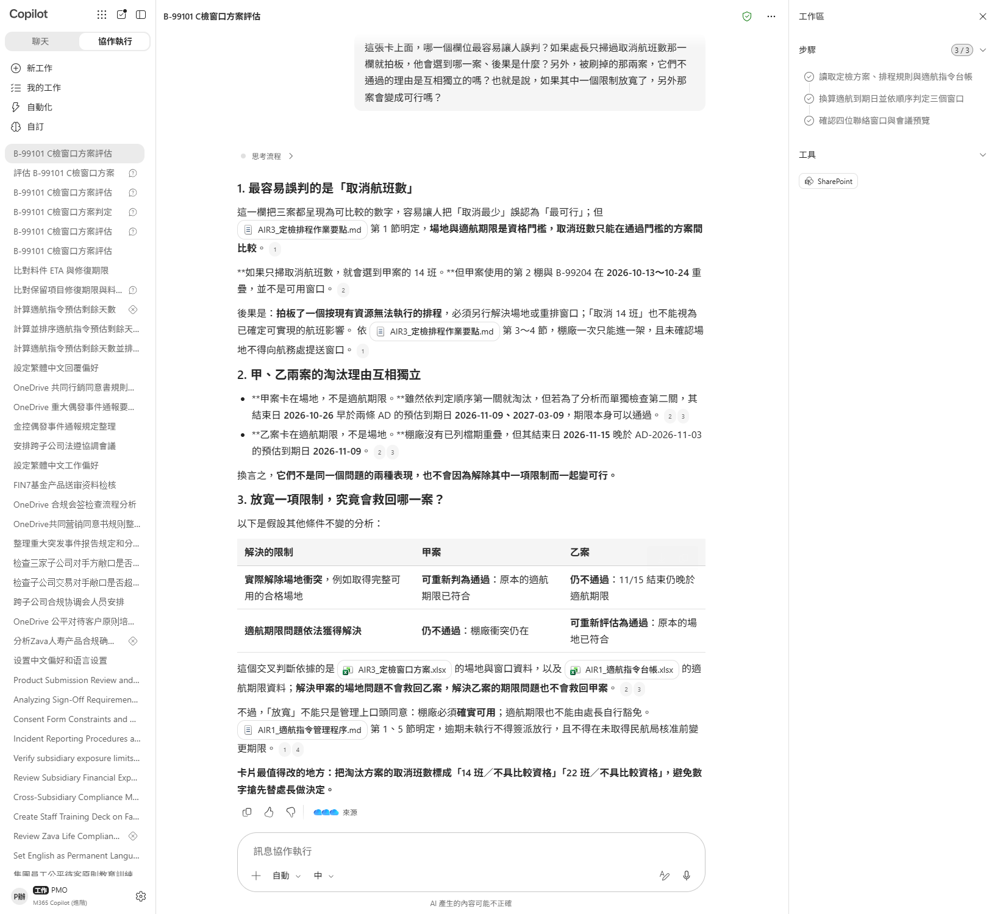 Copilot
聊天
協作執行
新工作
我的工作
自動化
自訂
B-99101 C檢窗口方案評估
評估 B-99101 C檢窗口方案
B-99101 C檢窗口方案評估
B-99101 C檢窗口方案判定
B-99101 C檢窗口方案評估
B-99101 C檢窗口方案評估
比對料件 ETA 與修復期限
比對保留項目修復期限與料...
計算適航指令預估剩餘天數
計算並排序適航指令預估剩餘天...
計算適航指令預估剩餘天數並排...
設定繁體中文回覆偏好
OneDrive 共同行銷同意書規則...
OneDrive 重大偶發事件通報要...
金控偶發事件通報規定整理
安排跨子公司法遵協調會議
設定繁體中文工作偏好
FIN7基金产品送审资料检核
OneDrive 合规会签检查流程分析
OneDrive共同营销同意书规则整...
整理重大突发事件报告规定和分...
检查三家子公司对手方敞口是否...
检查子公司交易对手敞口是否超...
跨子公司合规协调会人员安排
OneDrive 公平对待客户原则培...
分析Zava人寿产品合规确...
设置中文偏好和语言设置
Product Submission Review and...
Analyzing Sign-Off Requiremen...
Consent Form Constraints and ...
Incident Reporting Procedures a...
Verify subsidiary exposure limits...
Review Subsidiary Financial Exp...
Cross-Subsidiary Compliance M...
Create Staff Training Deck on Fa...
Review Zava Life Complian...
Set English as Permanent Langu...
集團員工公平待客原則教育訓練
P辦
工作 PMO
M365 Copilot (進階)
B-99101 C檢窗口方案評估
這張卡上面，哪一個欄位最容易讓人誤判？如果處長只掃過取消航班數那一
欄就拍板，他會選到哪一案、後果是什麼？另外，被刷掉的那兩案，它們不
通過的理由是互相獨立的嗎？也就是說，如果其中一個限制放寬了，另外那
案會變成可行嗎？
思考流程
1. 最容易誤判的是「取消航班數」
這一欄把三案都呈現為可比較的數字，容易讓人把「取消最少」誤認為「最可行」；但
AIR3_定檢排程作業要點.md 第 1 節明定，場地與適航期限是資格門檻，取消班數只能在通過門檻的方案間
比較。 1
**如果只掃取消航班數，就會選到甲案的 14 班。**但甲案使用的第 2 棚與 B-99204 在 2026-10-13～10-24 重
疊，並不是可用窗口。 2
後果是：拍板了一個按現有資源無法執行的排程，必須另行解決場地或重排窗口；「取消 14 班」也不能視為
已確定可實現的航班影響。 依 AIR3_定檢排程作業要點.md 第 3～4 節，棚廠一次只能進一架，且未確認場
地不得向航務處提送窗口。 1
2. 甲、乙兩案的淘汰理由互相獨立
• **甲案卡在場地，不是適航期限。**雖然依判定順序第一關就淘汰，但若為了分析而單獨檢查第二關，其
結束日 2026-10-26 早於兩條 AD 的預估到期日 2026-11-09、2027-03-09，期限本身可以通過。 2 3
• **乙案卡在適航期限，不是場地。**棚廠沒有已列檔期重疊，但其結束日 2026-11-15 晚於 AD-2026-11-03
的預估到期日 2026-11-09。 2 3
換言之，它們不是同一個問題的兩種表現，也不會因為解除其中一項限制而一起變可行。
3. 放寬一項限制，究竟會救回哪一案？
以下是假設其他條件不變的分析：
解決的限制 甲案 乙案
實際解除場地衝突，例如取得完整可
用的合格場地
可重新判為通過：原本的適航
期限已符合
仍不通過：11/15 結束仍晚於
適航期限
適航期限問題依法獲得解決
仍不通過：棚廠衝突仍在
可重新評估為通過：原本的場
地已符合
這個交叉判斷依據的是 AIR3_定檢窗口方案.xlsx 的場地與窗口資料，以及 AIR1_適航指令台帳.xlsx 的適
航期限資料；解決甲案的場地問題不會救回乙案，解決乙案的期限問題也不會救回甲案。 2 3
不過，「放寬」不能只是管理上口頭同意：棚廠必須確實可用；適航期限也不能由處長自行豁免。
AIR1_適航指令管理程序.md 第 1、5 節明定，逾期未執行不得簽派放行，且不得在未取得民航局核准前變
更期限。 1 4
卡片最值得改的地方：把淘汰方案的取消班數標成「14 班／不具比較資格」「22 班／不具比較資格」，避免數
字搶先替處長做決定。
來源
訊息協作執行
自動
中
AI 產生的內容可能不正確
工作區
步驟
3 / 3
讀取定檢方案、排程規則與適航指令台帳
換算適航到期日並依順序判定三個窗口
確認四位聯絡窗口與會議預覽
工具
SharePoint